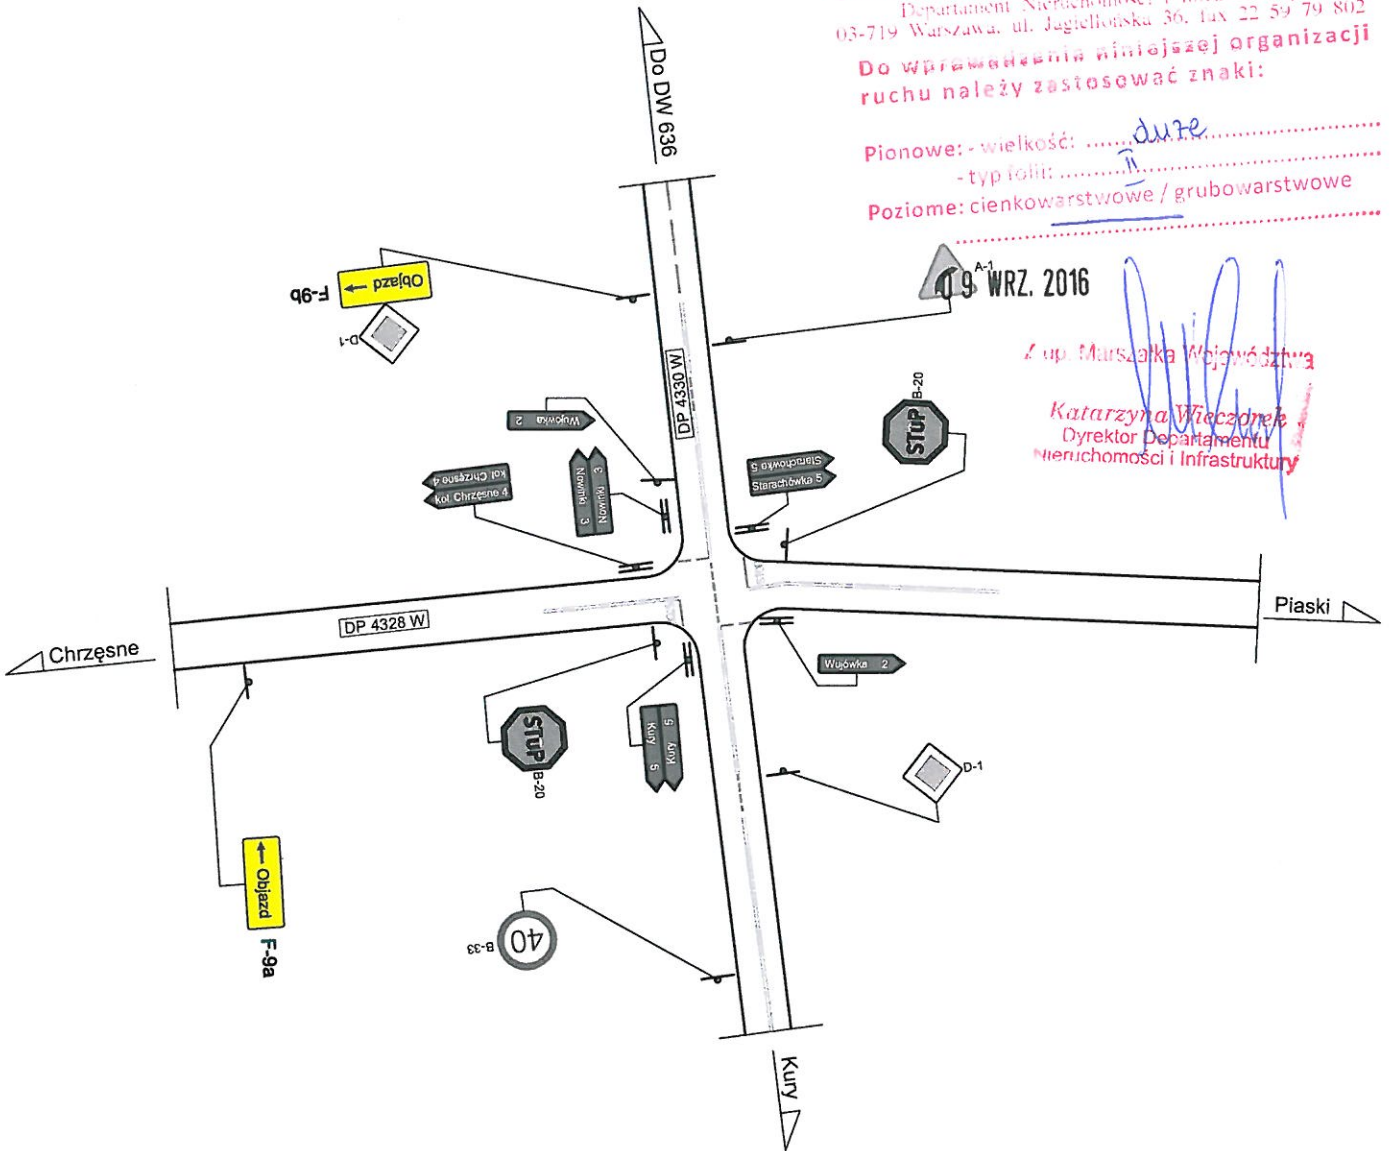 Departament Nieruchomości
03-719 Warszawa, ul. Jagiellońska 36, fax 22 59 79 802
Do wprowadzenia niniejszej organizacji
ruchu należy zastosować znaki:
Pionowe: - wielkość: duże
- typ folii: II
Poziome: cienkowarstwowe / grubowarstwowe
A-1
09 WRZ. 2016
Z up. Marszałka Województwa
Katarzyna Wieczorek
Dyrektor Departamentu
Nieruchomości i Infrastruktury
Do DW 636
Objazd
F-9b
D-1
DP 4330 W
B-20
STOP
Wujówka 2
Nowinki 3
Nowinki 3
kol. Chrzęsne 4
kol. Chrzęsne 4
Starachówka 5
Starachówka 5
DP 4328 W
Chrzęsne
Piaski
Wujówka 2
STOP
B-20
Kury 5
Kury 5
D-1
Objazd
F-9a
40
B-33
Kury